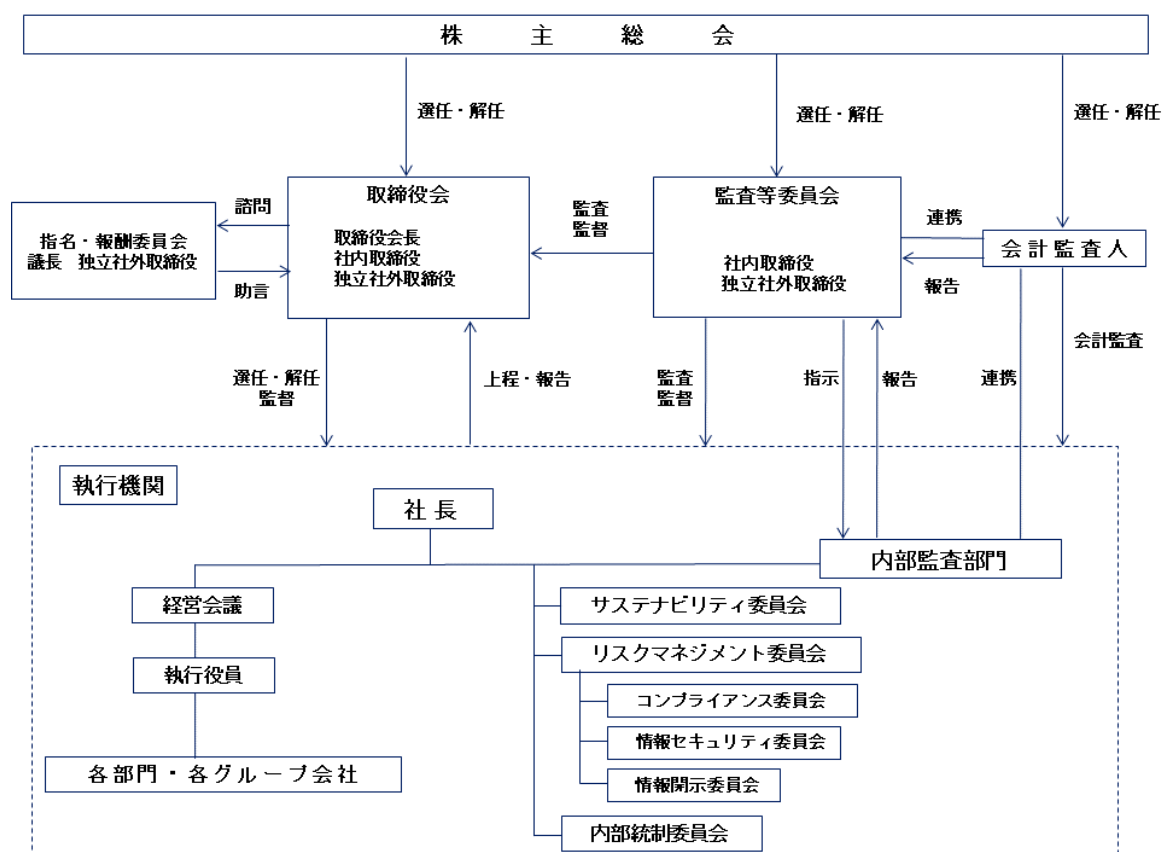 株主総会
選任・解任
選任・解任
選任・解任
取締役会
取締役会長
社内取締役
独立社外取締役
監査等委員会
社内取締役
独立社外取締役
諮問
指名・報酬委員会
議長　独立社外取締役
助言
監査
監督
連携
会計監査人
報告
選任・解任
監督
上程・報告
監査
監督
指示
報告
連携
会計監査
執行機関
社長
内部監査部門
経営会議
サステナビリティ委員会
執行役員
リスクマネジメント委員会
コンプライアンス委員会
情報セキュリティ委員会
各部門・各グループ会社
情報開示委員会
内部統制委員会